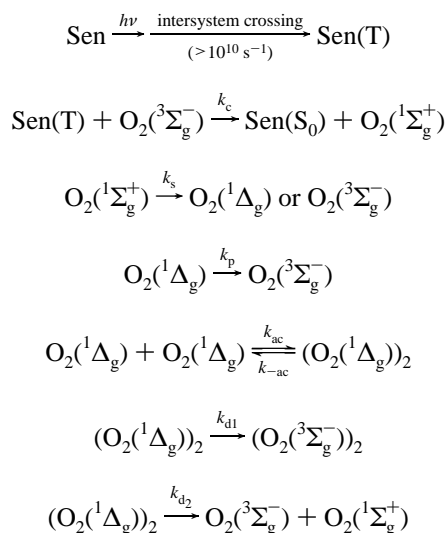 Sen —hν→ —intersystem crossing (>10¹⁰ s⁻¹)→ Sen(T)
Sen(T) + O₂(³Σg⁻) —kc→ Sen(S₀) + O₂(¹Σg⁺)
O₂(¹Σg⁺) —ks→ O₂(¹Δg) or O₂(³Σg⁻)
O₂(¹Δg) —kp→ O₂(³Σg⁻)
O₂(¹Δg) + O₂(¹Δg) ⇌ (kac / k−ac) (O₂(¹Δg))₂
(O₂(¹Δg))₂ —kd1→ (O₂(³Σg⁻))₂
(O₂(¹Δg))₂ —kd₂→ O₂(³Σg⁻) + O₂(¹Σg⁺)